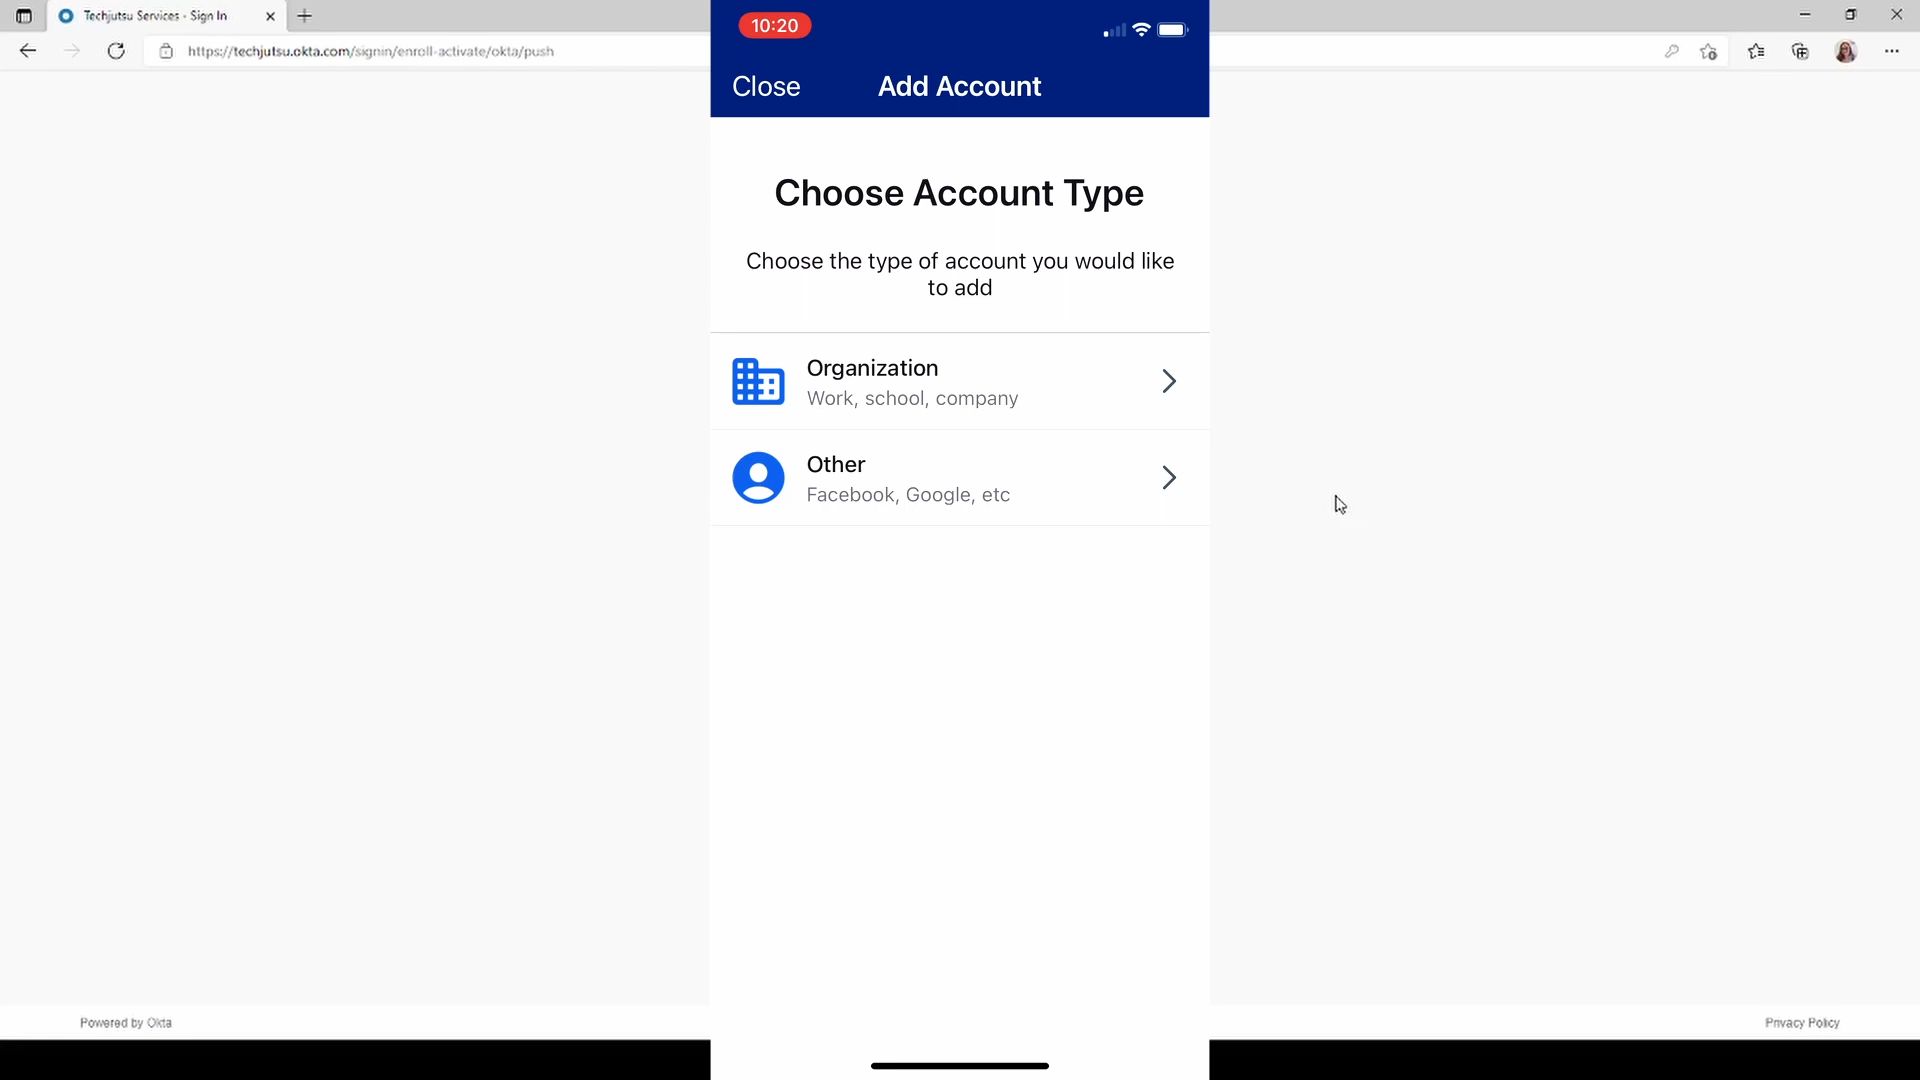 Techjutsu Services - Sign In
https://techjutsu.okta.com/signin/enroll-activate/okta/push
10:20
Close
Add Account
Choose Account Type
Choose the type of account you would like
to add
Organization
Work, school, company
Other
Facebook, Google, etc
Powered by Okta
Privacy Policy